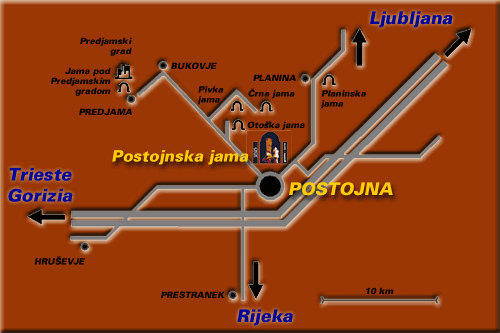 Ljubljana
Predjamski
grad
BUKOVJE
Jama pod
Predjamskim
gradom
PLANINA
Pivka
jama
Črna jama
Planinska
jama
PREDJAMA
Otoška jama
Postojnska jama
Trieste
Gorizia
POSTOJNA
HRUŠEVJE
PRESTRANEK
10 km
Rijeka